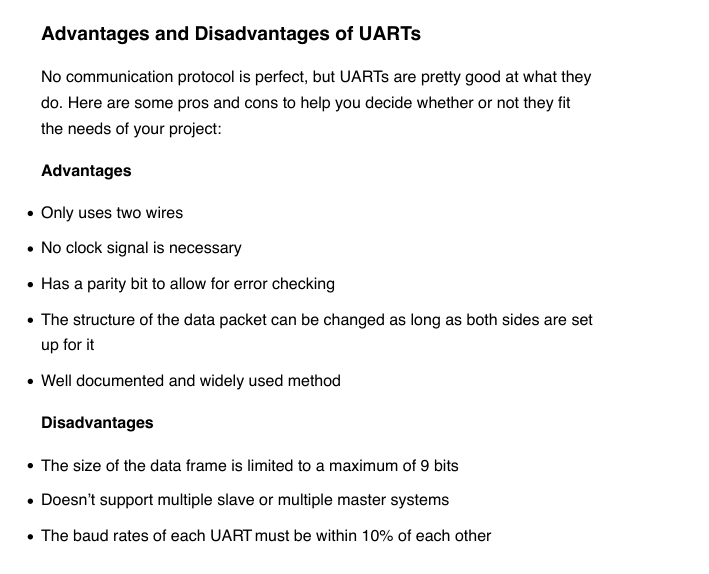 Advantages and Disadvantages of UARTs
No communication protocol is perfect, but UARTs are pretty good at what they
do. Here are some pros and cons to help you decide whether or not they fit
the needs of your project:
Advantages
• Only uses two wires
• No clock signal is necessary
• Has a parity bit to allow for error checking
• The structure of the data packet can be changed as long as both sides are set
up for it
• Well documented and widely used method
Disadvantages
• The size of the data frame is limited to a maximum of 9 bits
• Doesn’t support multiple slave or multiple master systems
• The baud rates of each UART must be within 10% of each other